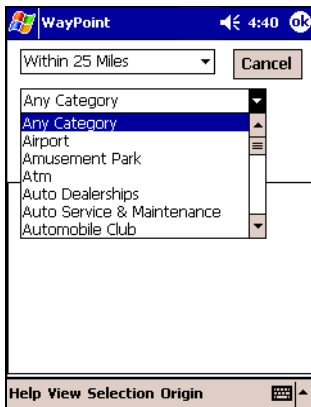 WayPoint 4:40 ok
Within 25 Miles Cancel
Any Category
Any Category
Airport
Amusement Park
Atm
Auto Dealerships
Auto Service & Maintenance
Automobile Club
Help View Selection Origin